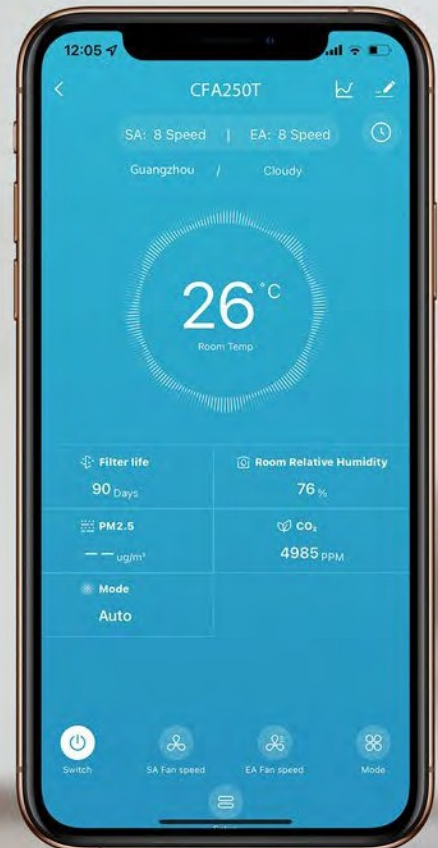 12:05
CFA250T
SA: 8 Speed | EA: 8 Speed
Guangzhou / Cloudy
26 °C
Room Temp
Filter life
90 Days
Room Relative Humidity
76 %
PM2.5
-- ug/m³
CO₂
4985 PPM
Mode
Auto
Switch
SA Fan speed
EA Fan speed
Mode